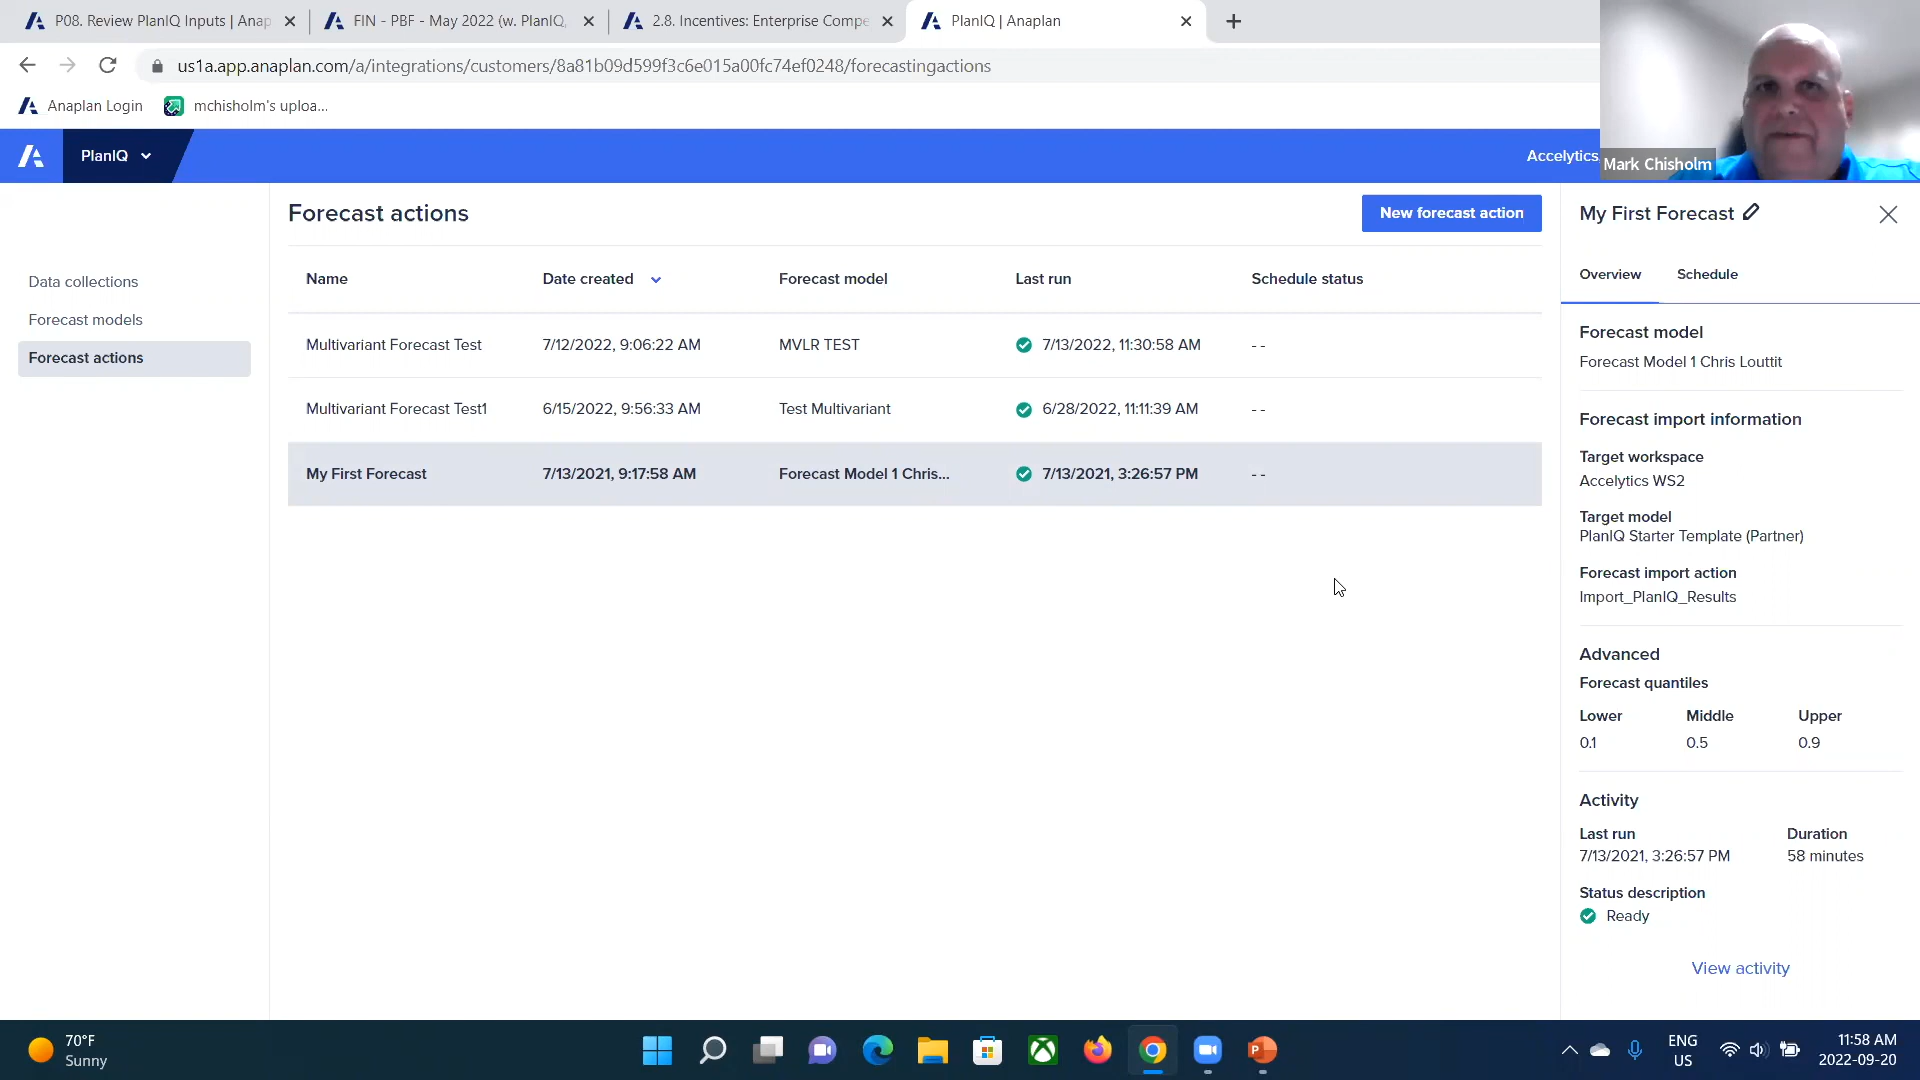 P08. Review PlanIQ Inputs | Anap
FIN - PBF - May 2022 (w. PlanIQ,
2.8. Incentives: Enterprise Compe
PlanIQ | Anaplan
us1a.app.anaplan.com/a/integrations/customers/8a81b09d599f3c6e015a00fc74ef0248/forecastingactions
Anaplan Login
mchisholm's uploa...
PlanIQ
Accelytics
Mark Chisholm
Data collections
Forecast models
Forecast actions
Forecast actions
New forecast action
Name
Date created
Forecast model
Last run
Schedule status
Multivariant Forecast Test
7/12/2022, 9:06:22 AM
MVLR TEST
7/13/2022, 11:30:58 AM
- -
Multivariant Forecast Test1
6/15/2022, 9:56:33 AM
Test Multivariant
6/28/2022, 11:11:39 AM
- -
My First Forecast
7/13/2021, 9:17:58 AM
Forecast Model 1 Chris...
7/13/2021, 3:26:57 PM
- -
My First Forecast
Overview
Schedule
Forecast model
Forecast Model 1 Chris Louttit
Forecast import information
Target workspace
Accelytics WS2
Target model
PlanIQ Starter Template (Partner)
Forecast import action
Import_PlanIQ_Results
Advanced
Forecast quantiles
Lower
Middle
Upper
0.1
0.5
0.9
Activity
Last run
Duration
7/13/2021, 3:26:57 PM
58 minutes
Status description
Ready
View activity
70°F
Sunny
ENG
US
11:58 AM
2022-09-20